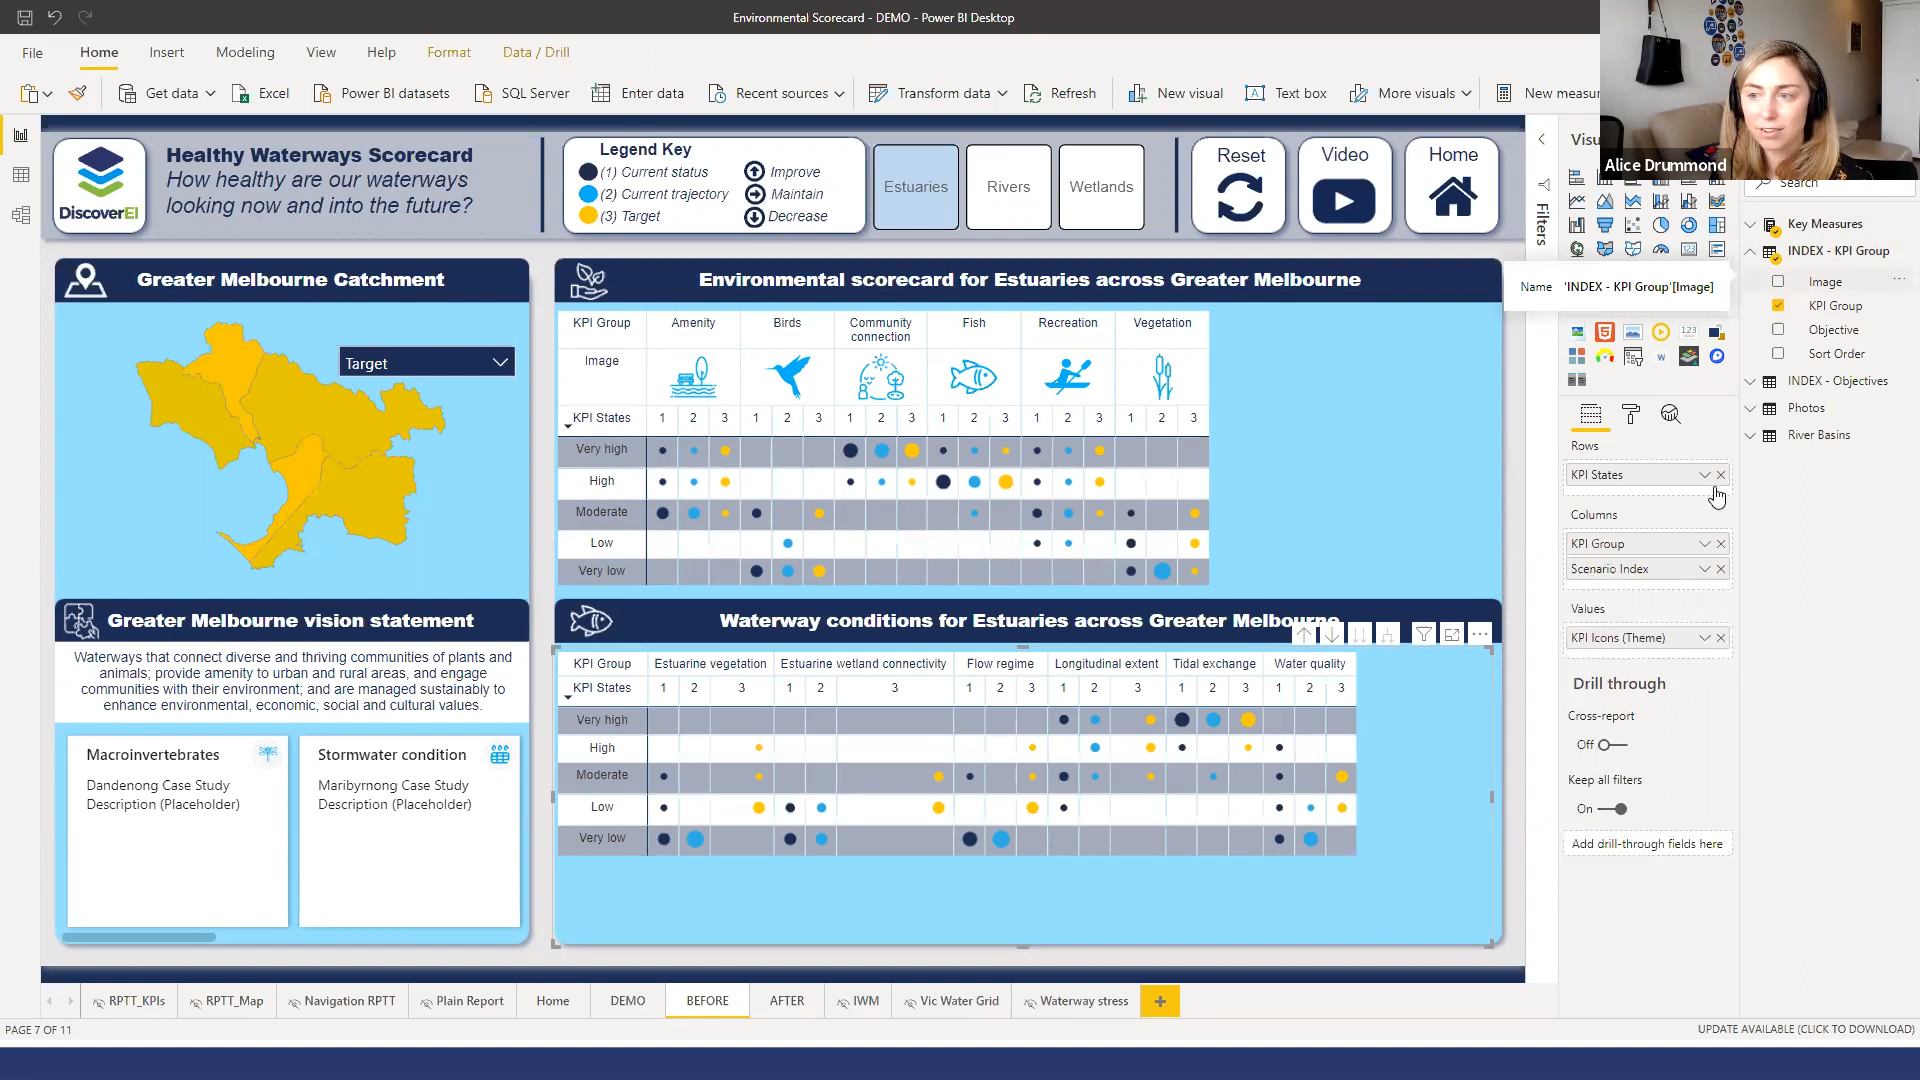 Environmental Scorecard - DEMO - Power BI Desktop
File Home Insert Modeling View Help Format Data / Drill
Get data Excel Power BI datasets SQL Server Enter data Recent sources Transform data Refresh New visual Text box More visuals New measu
Alice Drummond
DiscoverEI
Healthy Waterways Scorecard
How healthy are our waterways
looking now and into the future?
Legend Key
(1) Current status Improve
(2) Current trajectory Maintain
(3) Target Decrease
Estuaries Rivers Wetlands
Reset Video Home
Greater Melbourne Catchment
Target
Greater Melbourne vision statement
Waterways that connect diverse and thriving communities of plants and
animals; provide amenity to urban and rural areas, and engage
communities with their environment; and are managed sustainably to
enhance environmental, economic, social and cultural values.
Macroinvertebrates
Dandenong Case Study
Description (Placeholder)
Stormwater condition
Maribyrnong Case Study
Description (Placeholder)
Environmental scorecard for Estuaries across Greater Melbourne
KPI Group Amenity Birds Community connection Fish Recreation Vegetation
Image
KPI States 1 2 3 1 2 3 1 2 3 1 2 3 1 2 3 1 2 3
Very high
High
Moderate
Low
Very low
Waterway conditions for Estuaries across Greater Melbourne
KPI Group Estuarine vegetation Estuarine wetland connectivity Flow regime Longitudinal extent Tidal exchange Water quality
KPI States 1 2 3 1 2 3 1 2 3 1 2 3 1 2 3 1 2 3
Very high
High
Moderate
Low
Very low
Filters
Visu
Name 'INDEX - KPI Group'[Image]
Rows
KPI States
Columns
KPI Group
Scenario Index
Values
KPI Icons (Theme)
Drill through
Cross-report
Off
Keep all filters
On
Add drill-through fields here
Search
Key Measures
INDEX - KPI Group
Image
KPI Group
Objective
Sort Order
INDEX - Objectives
Photos
River Basins
RPTT_KPIs RPTT_Map Navigation RPTT Plain Report Home DEMO BEFORE AFTER IWM Vic Water Grid Waterway stress +
PAGE 7 OF 11
UPDATE AVAILABLE (CLICK TO DOWNLOAD)